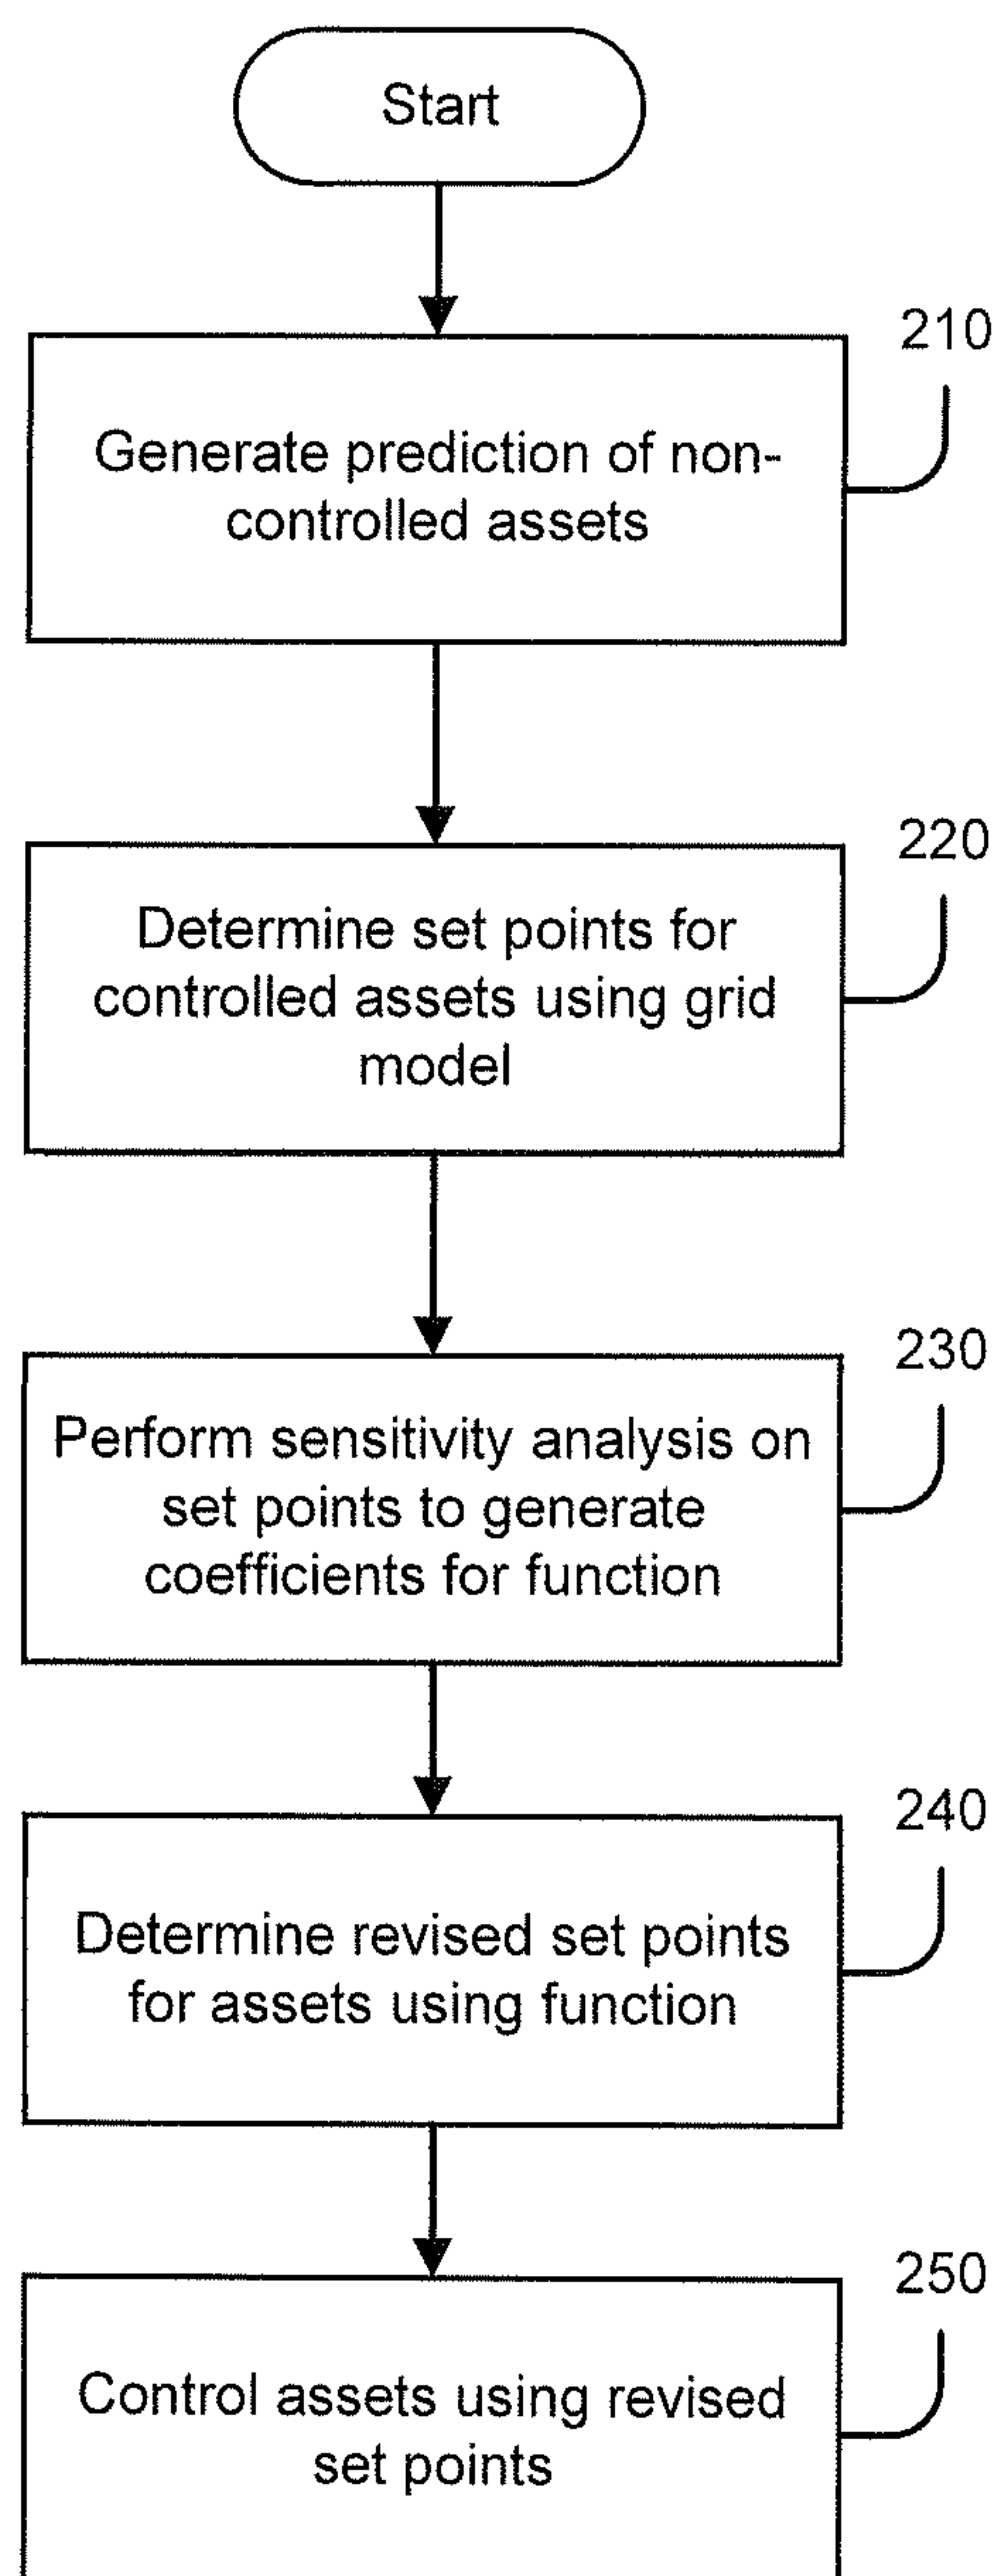 Start
210
Generate prediction of non-
controlled assets
220
Determine set points for
controlled assets using grid
model
230
Perform sensitivity analysis on
set points to generate
coefficients for function
240
Determine revised set points
for assets using function
250
Control assets using revised
set points